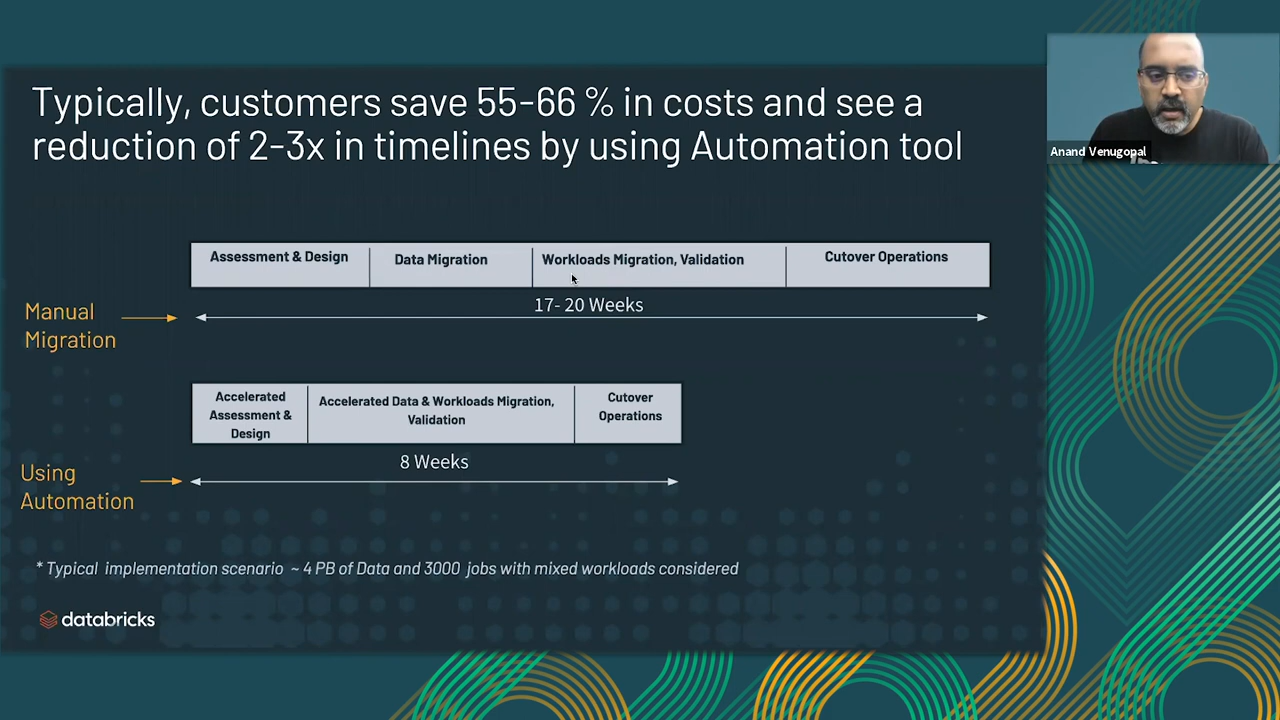 Typically, customers save 55-66 % in costs and see a
reduction of 2-3x in timelines by using Automation tool
Anand Venugopal
Assessment & Design
Data Migration
Workloads Migration, Validation
Cutover Operations
Manual
Migration
17- 20 Weeks
Accelerated
Assessment &
Design
Accelerated Data & Workloads Migration,
Validation
Cutover
Operations
Using
Automation
8 Weeks
* Typical implementation scenario ~ 4 PB of Data and 3000 jobs with mixed workloads considered
databricks